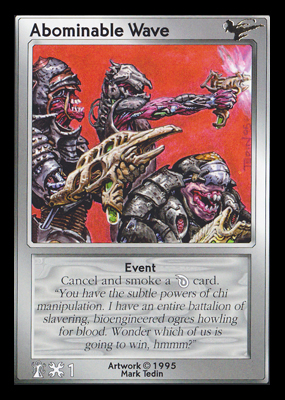 Abominable Wave
TEDIN 95
Event
Cancel and smoke a card.
"You have the subtle powers of chi
manipulation. I have an entire battalion of
slavering, bioengineered ogres howling
for blood. Wonder which of us is
going to win, hmmm?"
1
Artwork © 1995
Mark Tedin